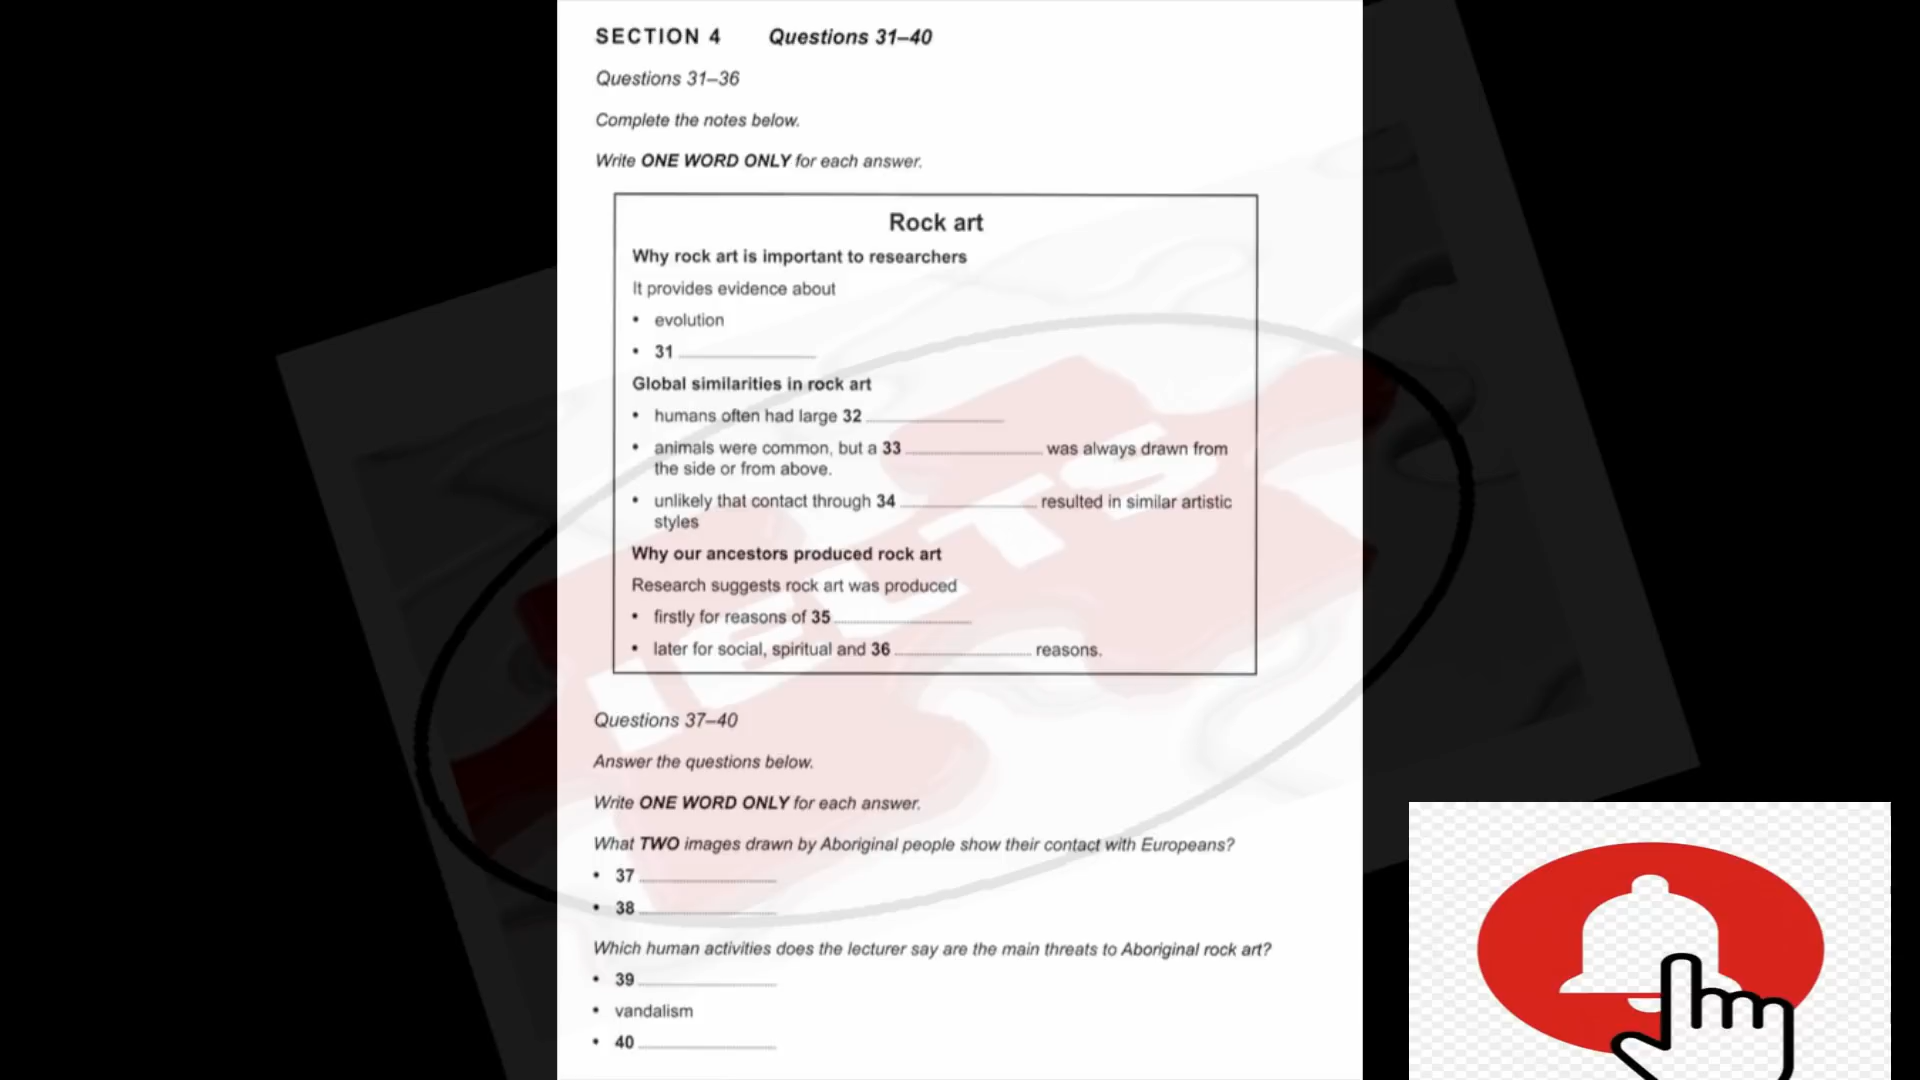 SECTION 4 Questions 31–40
Questions 31–36
Complete the notes below.
Write ONE WORD ONLY for each answer.
Rock art
Why rock art is important to researchers
It provides evidence about
• evolution
• 31
Global similarities in rock art
• humans often had large 32
• animals were common, but a 33 was always drawn from
the side or from above.
• unlikely that contact through 34 resulted in similar artistic
styles
Why our ancestors produced rock art
Research suggests rock art was produced
• firstly for reasons of 35
• later for social, spiritual and 36 reasons.
Questions 37–40
Answer the questions below.
Write ONE WORD ONLY for each answer.
What TWO images drawn by Aboriginal people show their contact with Europeans?
• 37
• 38
Which human activities does the lecturer say are the main threats to Aboriginal rock art?
• 39
• vandalism
• 40
IELTS